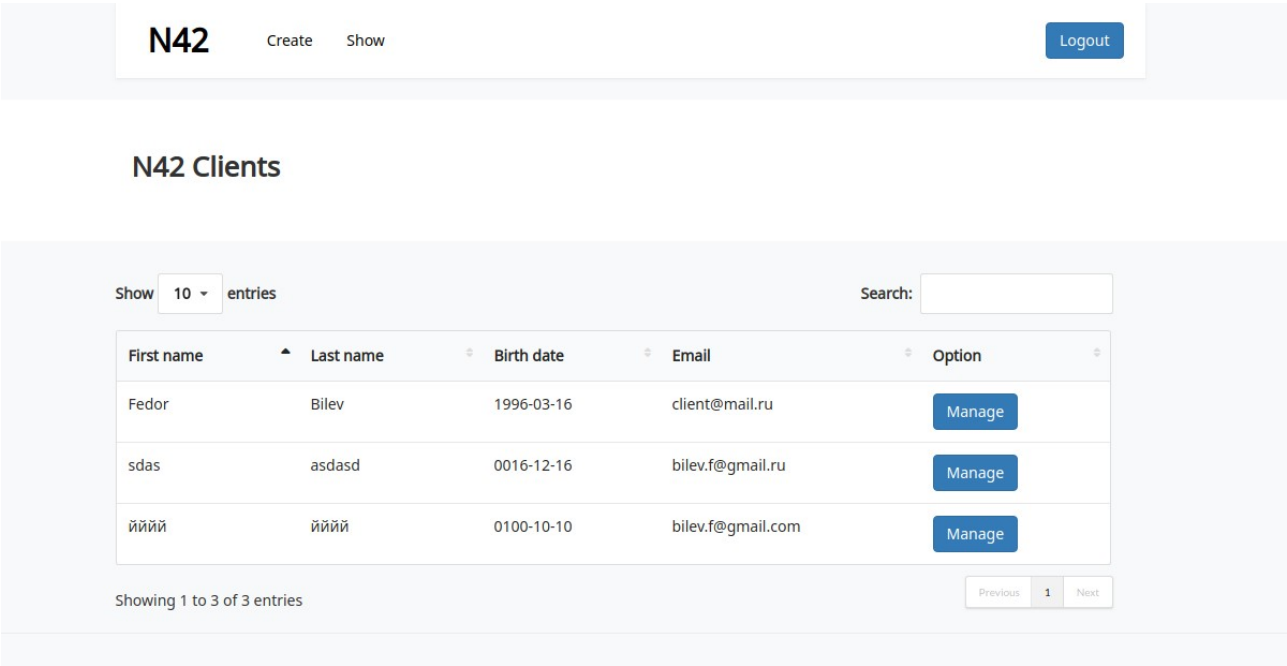 N42 Create Show Logout
N42 Clients
Show 10 entries Search:
First name Last name Birth date Email Option
Fedor Bilev 1996-03-16 client@mail.ru Manage
sdas asdasd 0016-12-16 bilev.f@gmail.ru Manage
йййй йййй 0100-10-10 bilev.f@gmail.com Manage
Showing 1 to 3 of 3 entries Previous 1 Next